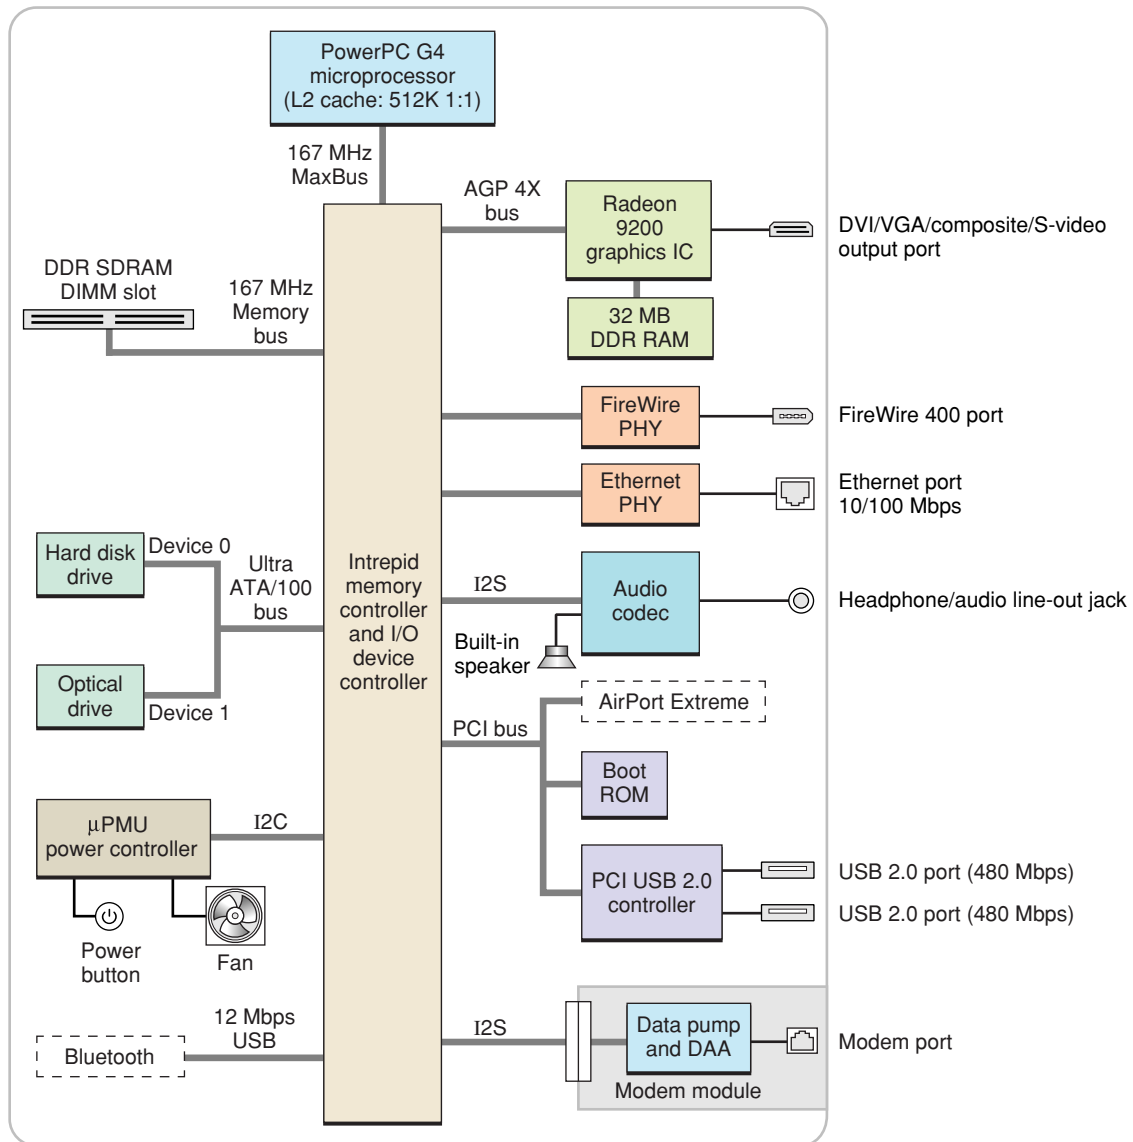 PowerPC G4
microprocessor
(L2 cache: 512K 1:1)
167 MHz
MaxBus
AGP 4X
bus
Radeon
9200
graphics IC
DVI/VGA/composite/S-video
output port
DDR SDRAM
DIMM slot
167 MHz
Memory
bus
32 MB
DDR RAM
FireWire
PHY
FireWire 400 port
Ethernet
PHY
Ethernet port
10/100 Mbps
Hard disk
drive
Device 0
Ultra
ATA/100
bus
Optical
drive
Device 1
Intrepid
memory
controller
and I/O
device
controller
I2S
Audio
codec
Headphone/audio line-out jack
Built-in
speaker
AirPort Extreme
PCI bus
Boot
ROM
µPMU
power controller
I2C
Power
button
Fan
PCI USB 2.0
controller
USB 2.0 port (480 Mbps)
USB 2.0 port (480 Mbps)
12 Mbps
USB
Bluetooth
I2S
Data pump
and DAA
Modem port
Modem module